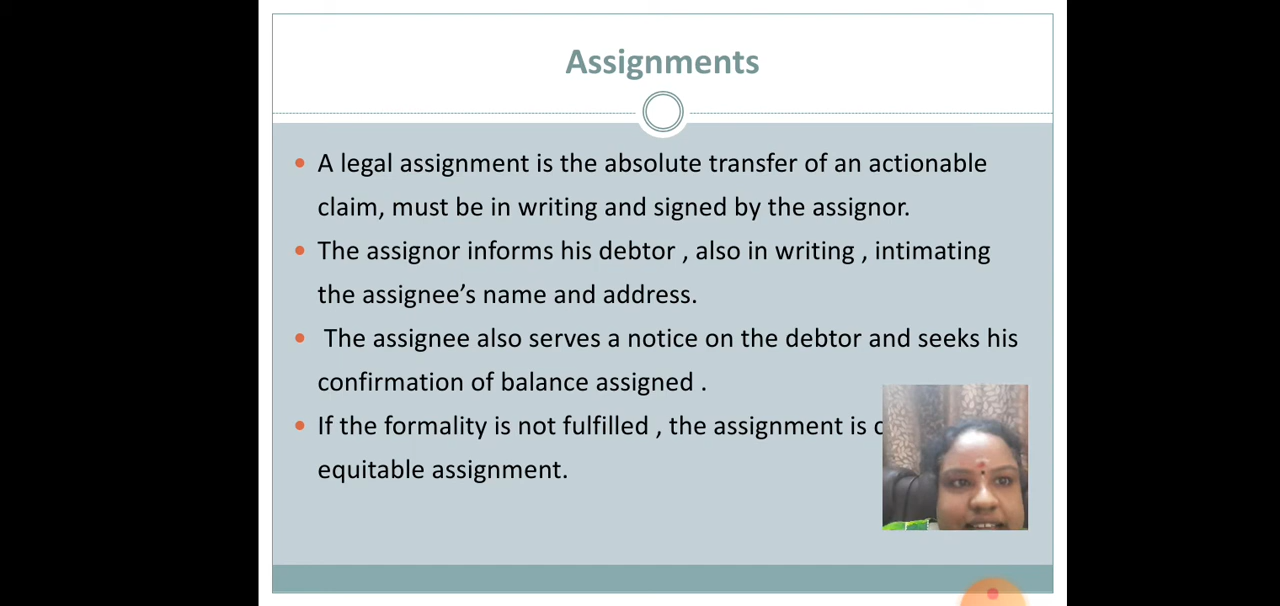 Assignments
A legal assignment is the absolute transfer of an actionable
claim, must be in writing and signed by the assignor.
The assignor informs his debtor , also in writing , intimating
the assignee’s name and address.
The assignee also serves a notice on the debtor and seeks his
confirmation of balance assigned .
If the formality is not fulfilled , the assignment is
equitable assignment.